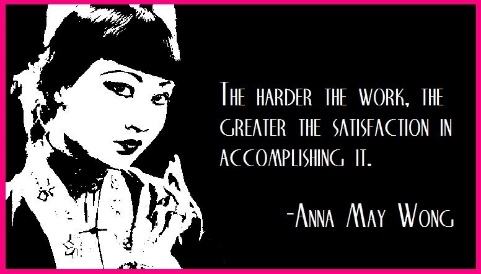 The harder the work, the
greater the satisfaction in
accomplishing it.
-Anna May Wong